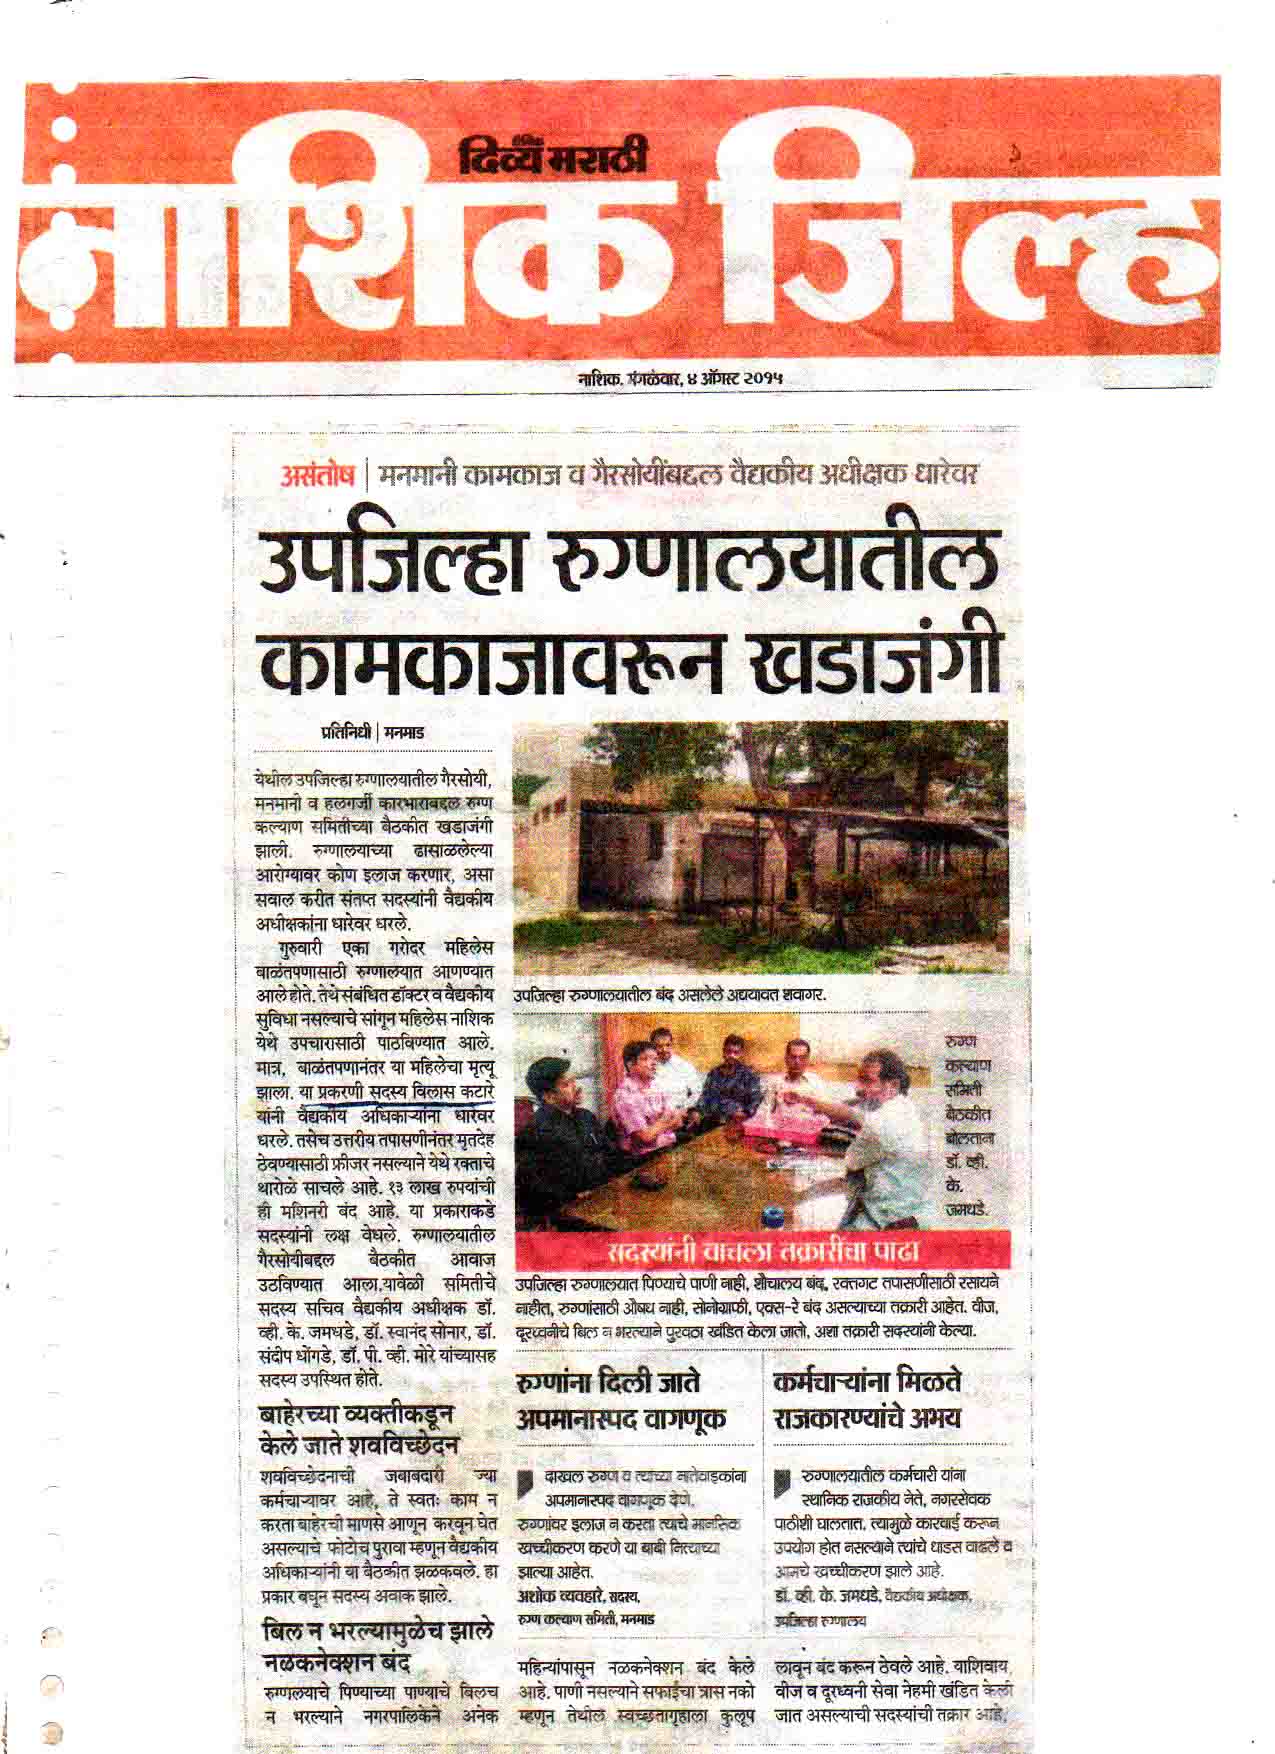 दैनिक
दिव्य मराठी
नाशिक जिल्ह
नाशिक, मंगळवार, ४ ऑगस्ट २०१५
असंतोष | मनमानी कामकाज व गैरसोयींबद्दल वैद्यकीय अधीक्षक धारेवर
उपजिल्हा रुग्णालयातील
कामकाजावरून खडाजंगी
प्रतिनिधी | मनमाड
येथील उपजिल्हा रुग्णालयातील गैरसोयी,
मनमानी व हलगर्जी कारभाराबद्दल रुग्ण
कल्याण समितीच्या बैठकीत खडाजंगी
झाली. रुग्णालयाच्या ढासाळलेल्या
आरोग्यावर कोण इलाज करणार, असा
सवाल करीत संतप्त सदस्यांनी वैद्यकीय
अधीक्षकांना धारेवर धरले.
गुरुवारी एका गरोदर महिलेस
बाळंतपणासाठी रुग्णालयात आणण्यात
आले होते. तेथे संबंधित डॉक्टर व वैद्यकीय
सुविधा नसल्याचे सांगून महिलेस नाशिक
येथे उपचारासाठी पाठविण्यात आले.
मात्र, बाळंतपणानंतर या महिलेचा मृत्यू
झाला. या प्रकरणी सदस्य विलास कटारे
यांनी वैद्यकीय अधिकाऱ्यांना धारेवर
धरले. तसेच उत्तरीय तपासणीनंतर मृतदेह
ठेवण्यासाठी फ्रीजर नसल्याने येथे रक्ताचे
थारोळे साचले आहे. १३ लाख रुपयांची
ही मशिनरी बंद आहे. या प्रकाराकडे
सदस्यांनी लक्ष वेधले. रुग्णालयातील
गैरसोयीबद्दल बैठकीत आवाज
उठविण्यात आला.यावेळी समितीचे
सदस्य सचिव वैद्यकीय अधीक्षक डॉ.
व्ही. के. जमधडे, डॉ. स्वानंद सोनार, डॉ.
संदीप धोंगडे, डॉ. पी. व्ही. मोरे यांच्यासह
सदस्य उपस्थित होते.
बाहेरच्या व्यक्तीकडून
केले जाते शवविच्छेदन
शवविच्छेदनाची जबाबदारी ज्या
कर्मचाऱ्यावर आहे, ते स्वतः काम न
करता बाहेरची माणसे आणून करवून घेत
असल्याचे फोटोच पुरावा म्हणून वैद्यकीय
अधिकाऱ्यांनी या बैठकीत झळकवले. हा
प्रकार बघून सदस्य अवाक झाले.
बिल न भरल्यामुळेच झाले
नळकनेक्शन बंद
रुग्णलयाचे पिण्याच्या पाण्याचे बिलच
न भरल्याने नगरपालिकेने अनेक
उपजिल्हा रुग्णालयातील बंद असलेले अद्ययावत शवागर.
रुग्ण
कल्याण
समिती
बैठकीत
बोलताना
डॉ. व्ही.
के.
जमधडे.
सदस्यांनी वाचला तक्रारींचा पाढा
उपजिल्हा रुग्णालयात पिण्याचे पाणी नाही, शौचालय बंद, रक्तगट तपासणीसाठी रसायने
नाहीत, रुग्णांसाठी औषध नाही, सोनोग्राफी, एक्स-रे बंद असल्याच्या तक्रारी आहेत. वीज,
दूरध्वनीचे बिल न भरल्याने पुरवठा खंडित केला जातो, अशा तक्रारी सदस्यांनी केल्या.
रुग्णांना दिली जाते
अपमानास्पद वागणूक
दाखल रुग्ण व त्यांच्या नातेवाइकांना
अपमानास्पद वागणूक देणे,
रुग्णांवर इलाज न करता त्यांचे मानसिक
खच्चीकरण करणे या बाबी नित्याच्या
झाल्या आहेत.
अशोक व्यवहारे, सदस्य,
रुग्ण कल्याण समिती, मनमाड
कर्मचाऱ्यांना मिळते
राजकारण्यांचे अभय
रुग्णालयातील कर्मचारी यांना
स्थानिक राजकीय नेते, नगरसेवक
पाठीशी घालतात. त्यामुळे कारवाई करून
उपयोग होत नसल्याने त्यांचे धाडस वाढले व
आमचे खच्चीकरण झाले आहे.
डॉ. व्ही. के. जमधडे, वैद्यकीय अधीक्षक,
उपजिल्हा रुग्णालय
महिन्यांपासून नळकनेक्शन बंद केले
आहे. पाणी नसल्याने सफाईचा त्रास नको
म्हणून तेथील स्वच्छतागृहाला कुलूप
लावून बंद करून ठेवले आहे. याशिवाय
वीज व दूरध्वनी सेवा नेहमी खंडित केली
जात असल्याची सदस्यांची तक्रार आहे.